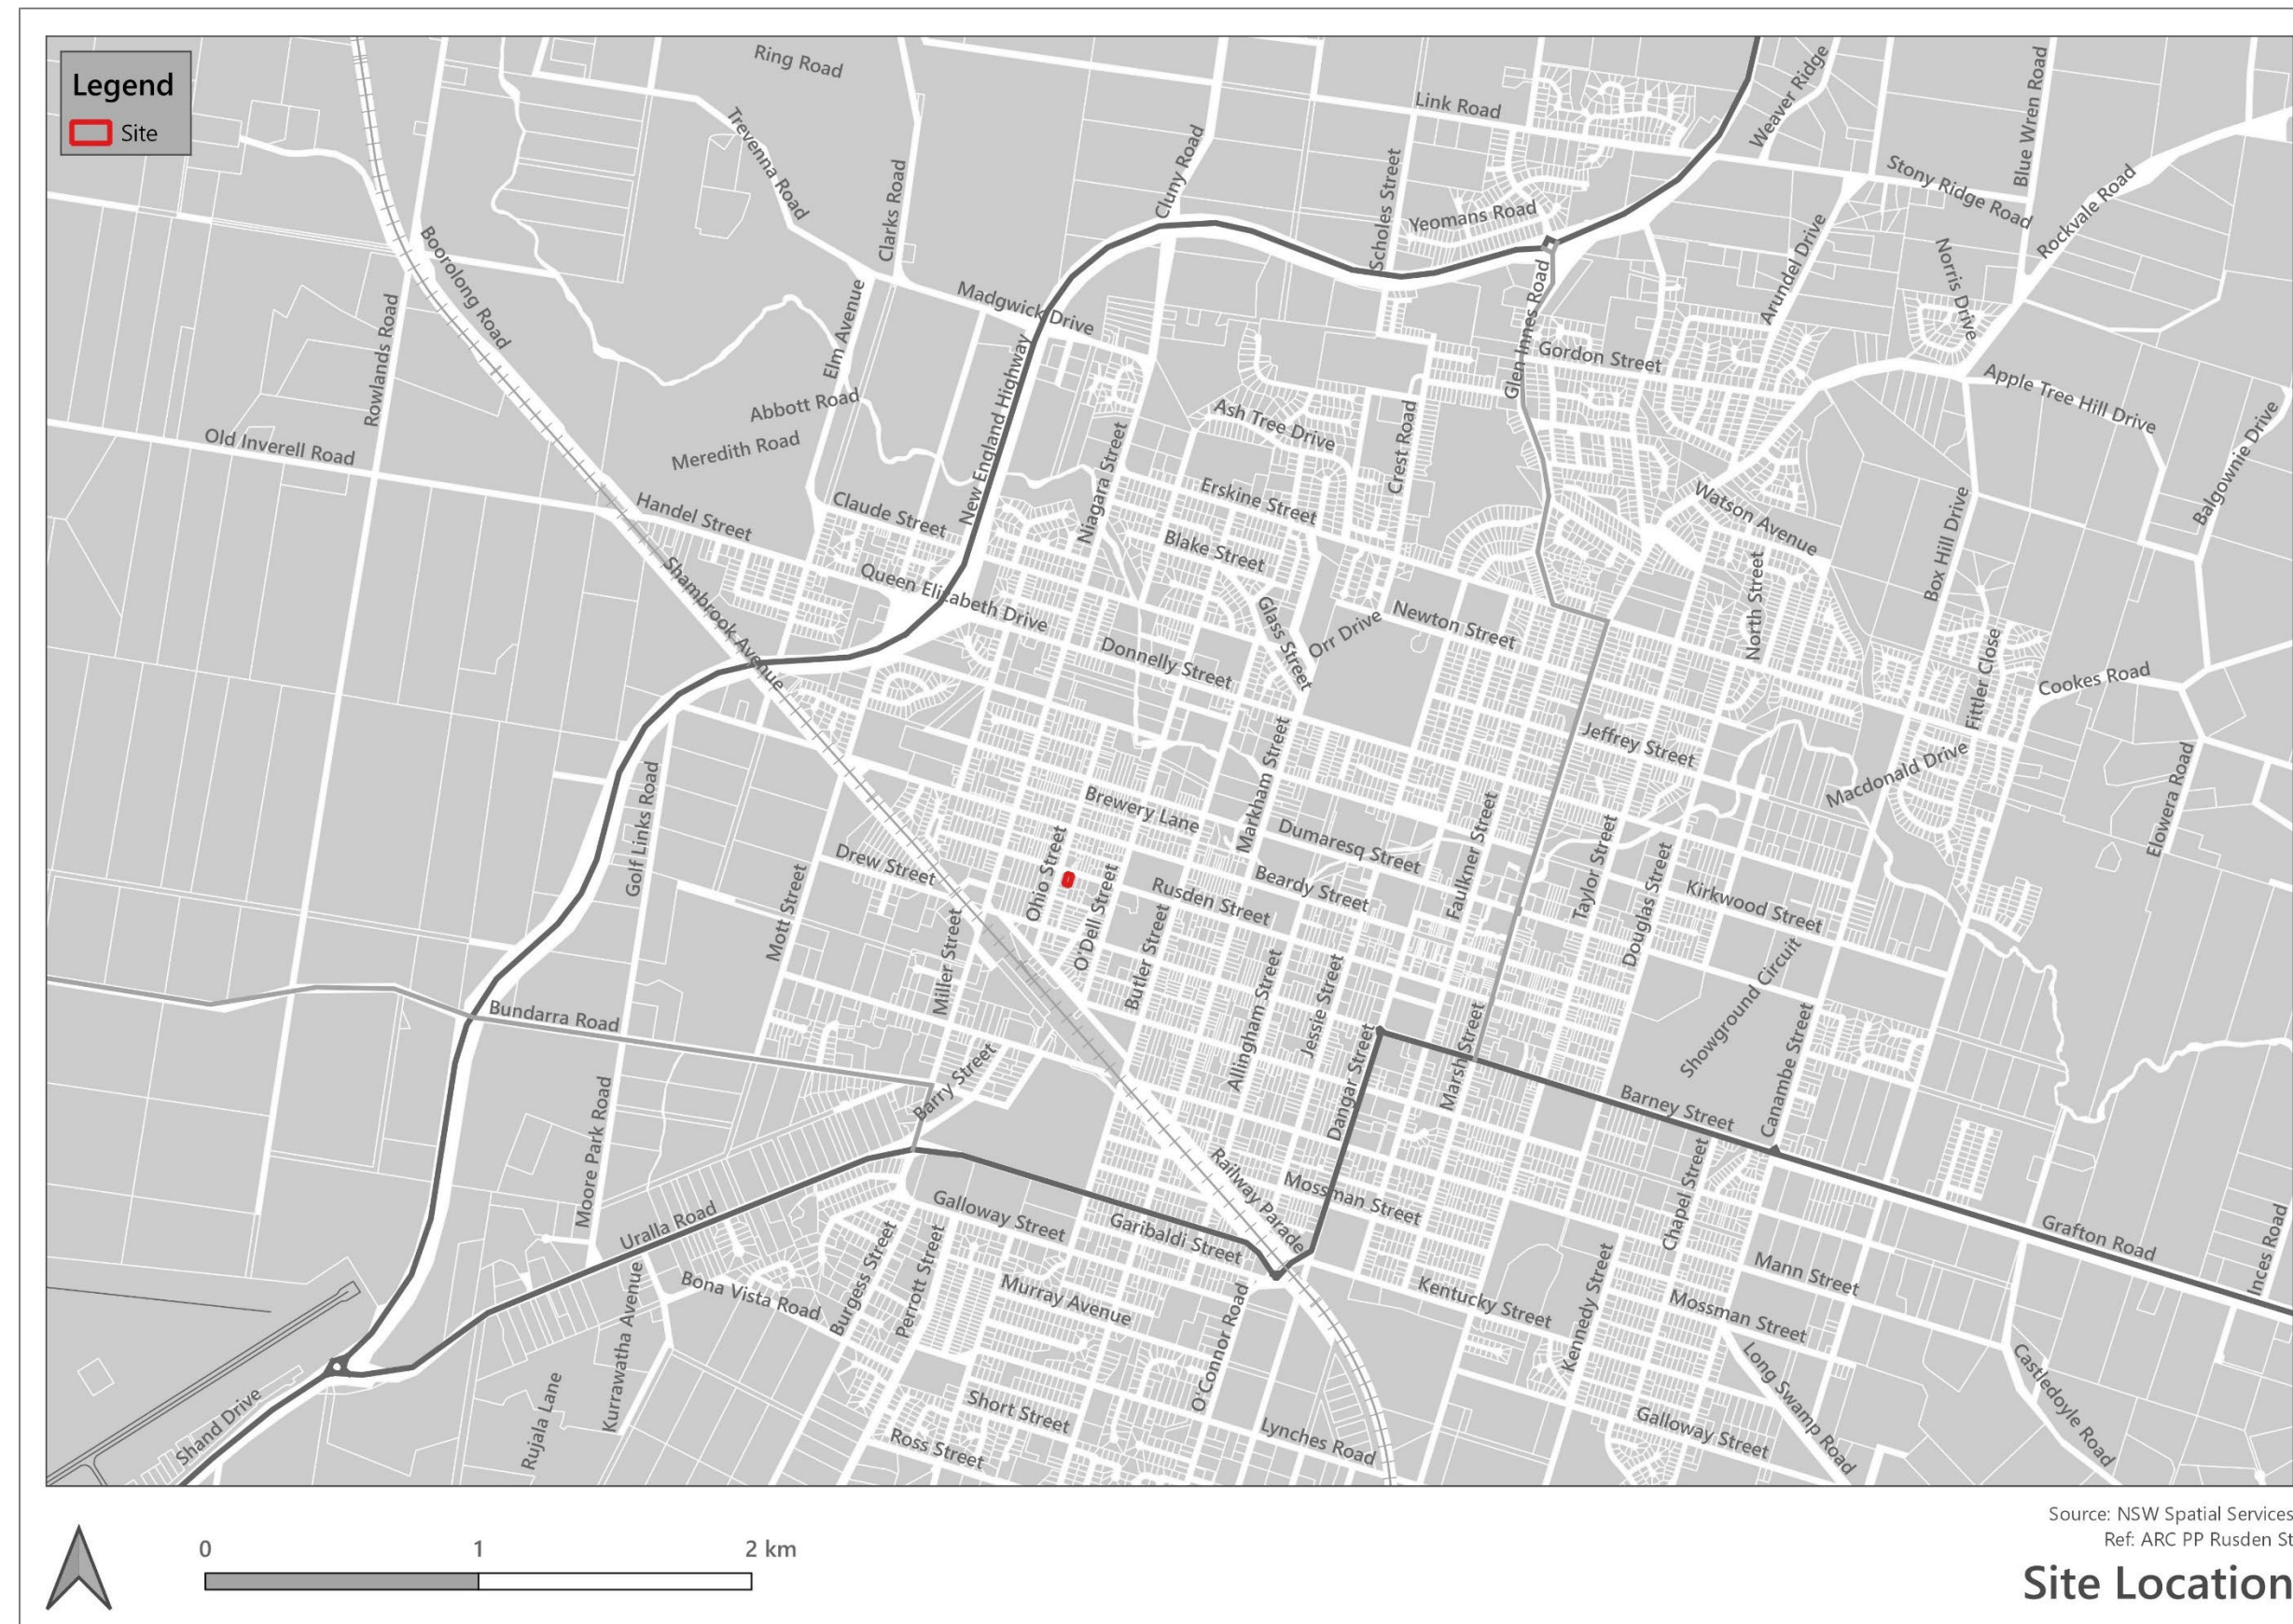 Legend
Site
Ring Road
Trevenna Road
Clarks Road
Cluny Road
Link Road
Weaver Ridge
Blue Wren Road
Scholes Street
Yeomans Road
Stony Ridge Road
Rockvale Road
Boorolong Road
Rowlands Road
Elm Avenue
Madgwick Drive
New England Highway
Glen Innes Road
Gordon Street
Arundel Drive
Norris Drive
Apple Tree Hill Drive
Balgownie Drive
Abbott Road
Meredith Road
Old Inverell Road
Ash Tree Drive
Crest Road
Niagara Street
Handel Street
Claude Street
Erskine Street
Blake Street
Watson Avenue
North Street
Box Hill Drive
Shambrook Avenue
Queen Elizabeth Drive
Glass Street
Orr Drive
Newton Street
Donnelly Street
Fittler Close
Cookes Road
Jeffrey Street
Macdonald Drive
Elowera Road
Golf Links Road
Brewery Lane
Markham Street
Dumaresq Street
Faulkner Street
Taylor Street
Douglas Street
Kirkwood Street
Drew Street
Ohio Street
O'Dell Street
Rusden Street
Beardy Street
Mott Street
Miller Street
Butler Street
Allingham Street
Jessie Street
Showground Circuit
Bundarra Road
Barry Street
Dangar Street
Marsh Street
Barney Street
Canambe Street
Moore Park Road
Uralla Road
Galloway Street
Garibaldi Street
Railway Parade
Mossman Street
Chapel Street
Grafton Road
Inces Road
Kurrawatha Avenue
Bona Vista Road
Burgess Street
Perrott Street
Murray Avenue
O'Connor Road
Kentucky Street
Kennedy Street
Mann Street
Mossman Street
Long Swamp Road
Castledoyle Road
Shand Drive
Rujala Lane
Short Street
Ross Street
Lynches Road
Galloway Street
0 1 2 km
Source: NSW Spatial Services
Ref: ARC PP Rusden St
Site Location